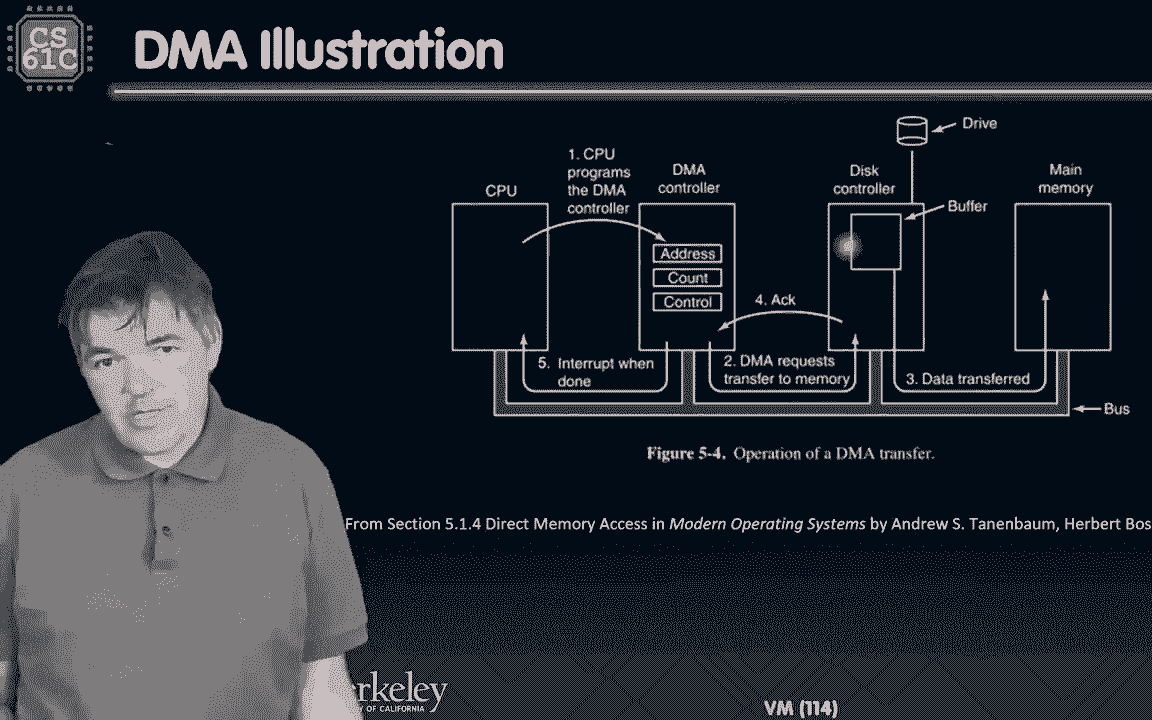 CS
61C
DMA Illustration
Drive
1. CPU
programs
the DMA
controller
CPU
DMA
controller
Disk
controller
Main
memory
Buffer
Address
Count
Control
4. Ack
5. Interrupt when
done
2. DMA requests
transfer to memory
3. Data transferred
Bus
Figure 5-4. Operation of a DMA transfer.
From Section 5.1.4 Direct Memory Access in Modern Operating Systems by Andrew S. Tanenbaum, Herbert Bos
erkeley
Y OF CALIFORNIA
VM (114)